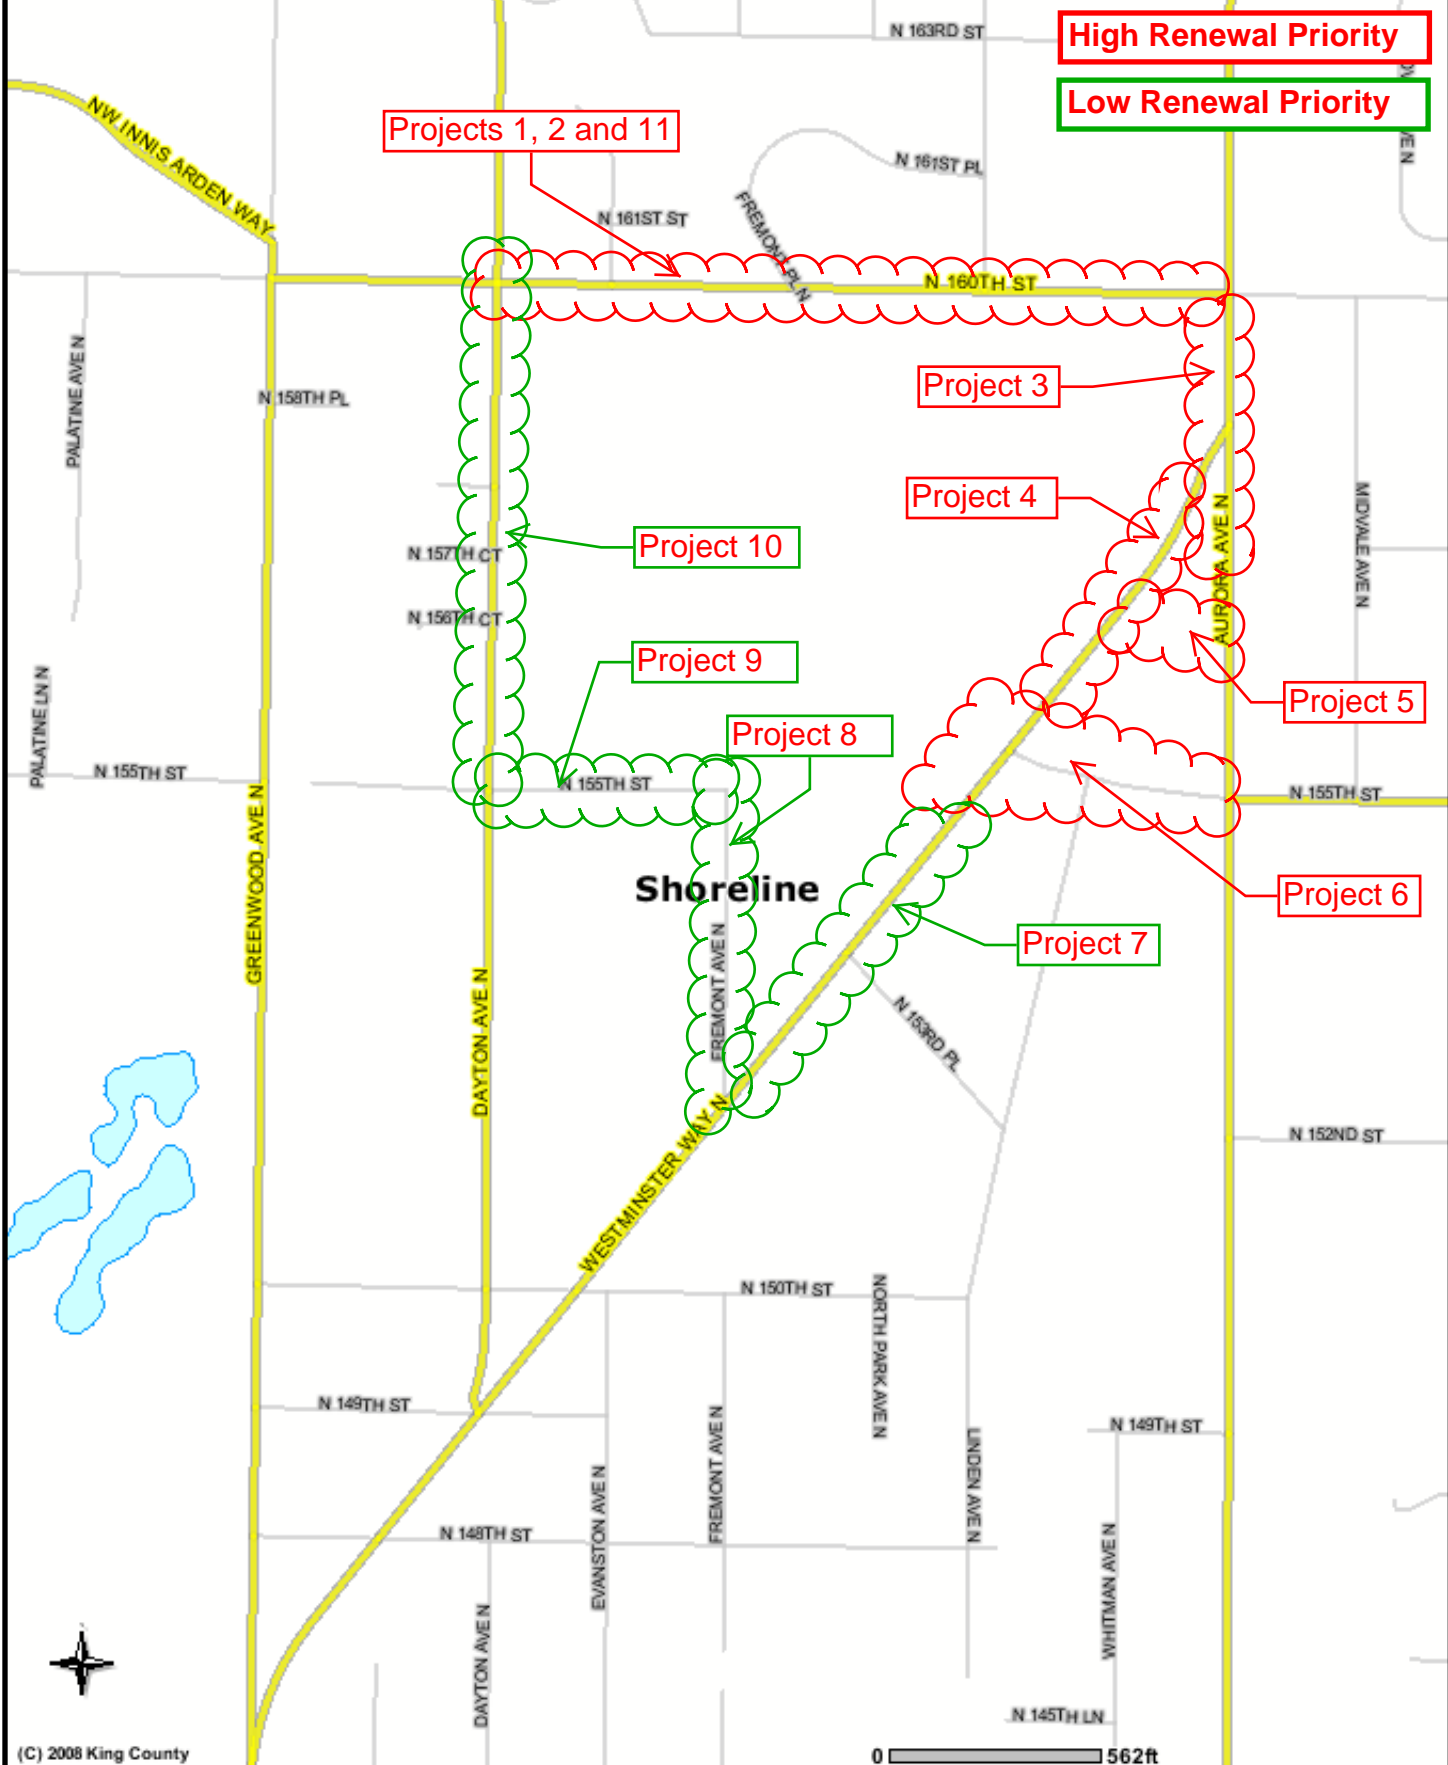 N 163RD ST
High Renewal Priority
Low Renewal Priority
NW INNIS ARDEN WAY
Projects 1, 2 and 11
N 161ST PL
N 161ST ST
FREMONT PL N
N 160TH ST
PALATINE AVE N
N 158TH PL
Project 3
Project 4
MIDVALE AVE N
AURORA AVE N
Project 10
N 157TH CT
N 156TH CT
Project 9
Project 5
Project 8
PALATINE LN N
N 155TH ST
N 155TH ST
N 155TH ST
GREENWOOD AVE N
Shoreline
Project 6
Project 7
FREMONT AVE N
DAYTON AVE N
N 153RD PL
WESTMINSTER WAY N
N 152ND ST
N 150TH ST
NORTH PARK AVE N
N 149TH ST
FREMONT AVE N
N 149TH ST
LINDEN AVE N
EVANSTON AVE N
N 148TH ST
WHITMAN AVE N
DAYTON AVE N
N 145TH LN
(C) 2008 King County
0 562ft